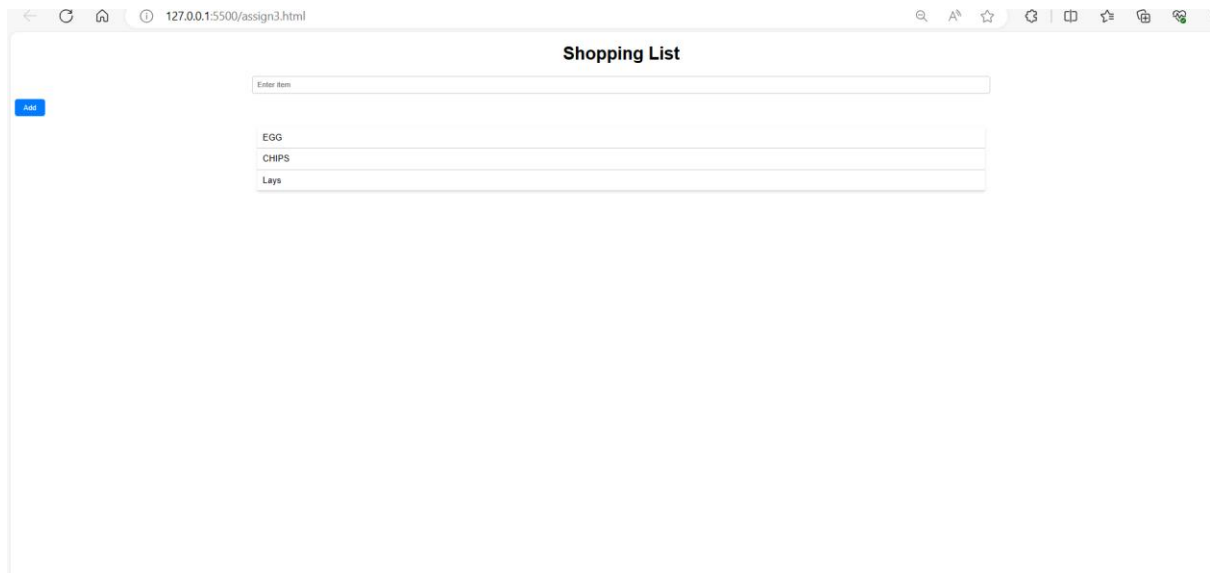 127.0.0.1:5500/assign3.html
Shopping List
Enter item
Add
EGG
CHIPS
Lays